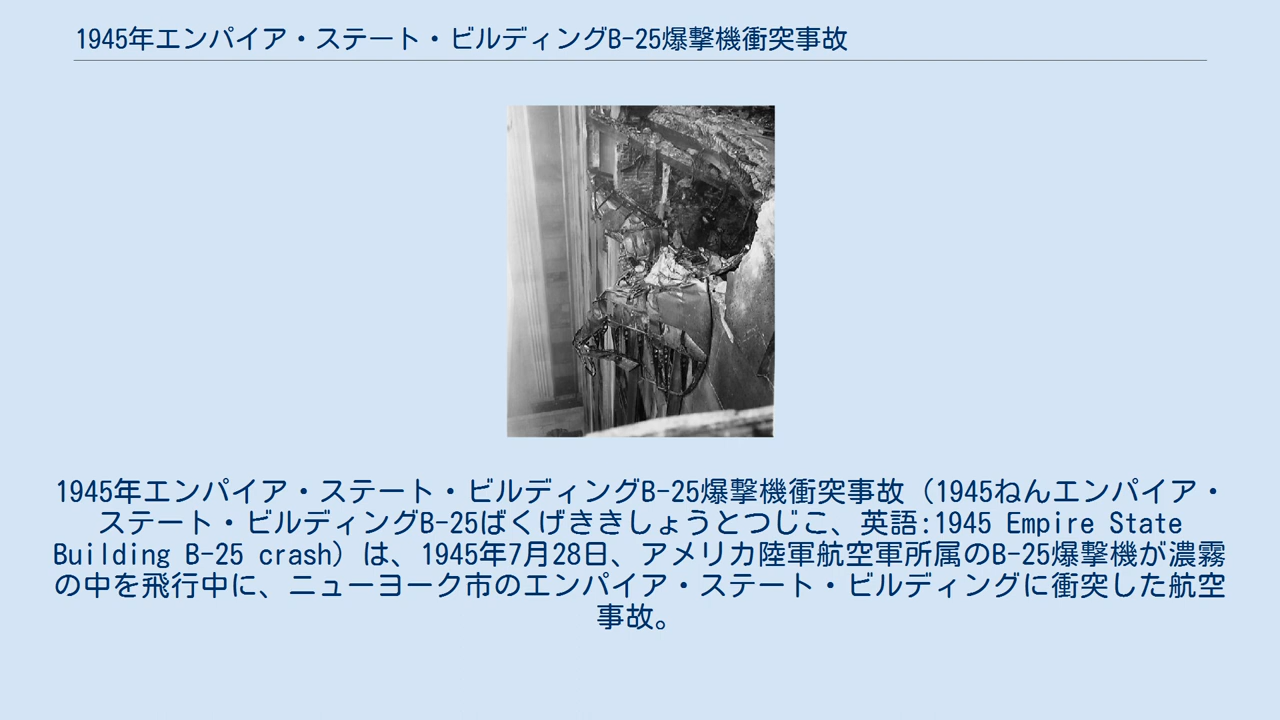 1945年エンパイア・ステート・ビルディングB-25爆撃機衝突事故
1945年エンパイア・ステート・ビルディングB-25爆撃機衝突事故（1945ねんエンパイア・
ステート・ビルディングB-25ばくげききしょうとつじこ、英語:1945 Empire State
Building B-25 crash）は、1945年7月28日、アメリカ陸軍航空軍所属のB-25爆撃機が濃霧
の中を飛行中に、ニューヨーク市のエンパイア・ステート・ビルディングに衝突した航空
事故。